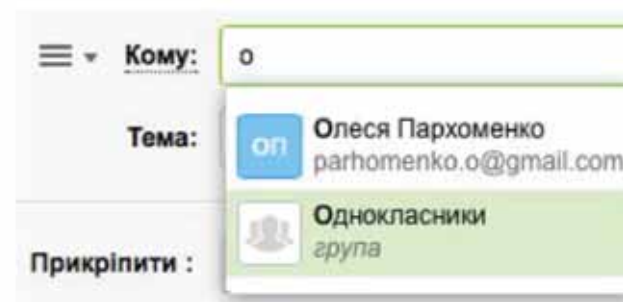 Кому: о
Тема:
ОП Олеся Пархоменко
parhomenko.o@gmail.com
Однокласники
група
Прикріпити :